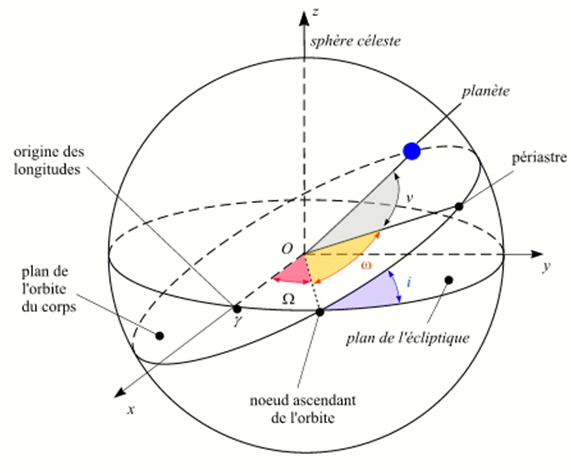 z
sphère céleste
planète
origine des
longitudes
périastre
ν
O
y
ω
plan de
l'orbite
du corps
i
Ω
γ
plan de l'écliptique
x
noeud ascendant
de l'orbite